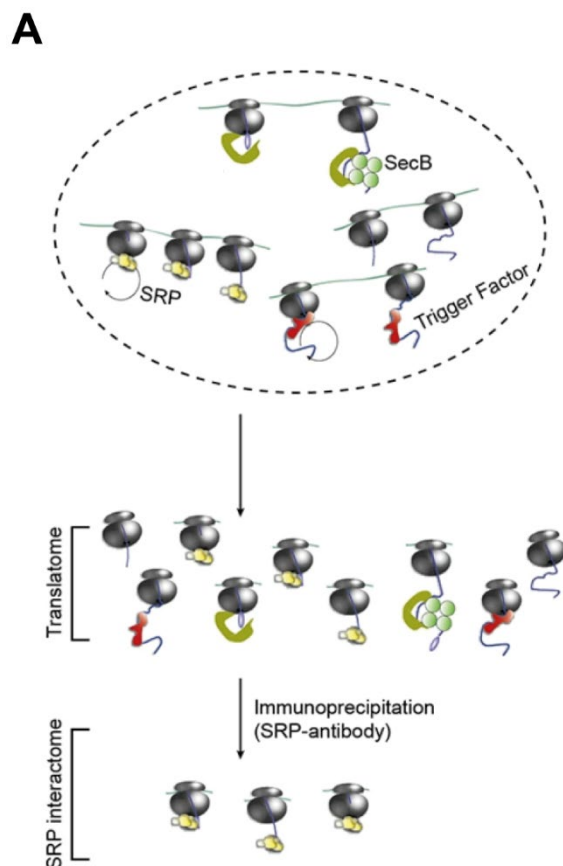 A
SecB
SRP
Trigger Factor
Translatome
Immunoprecipitation
(SRP-antibody)
SRP interactome